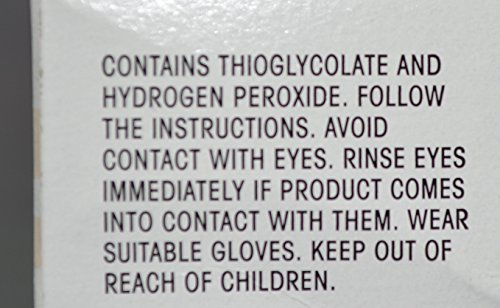 CONTAINS THIOGLYCOLATE AND
HYDROGEN PEROXIDE. FOLLOW
THE INSTRUCTIONS. AVOID
CONTACT WITH EYES. RINSE EYES
IMMEDIATELY IF PRODUCT COMES
INTO CONTACT WITH THEM. WEAR
SUITABLE GLOVES. KEEP OUT OF
REACH OF CHILDREN.